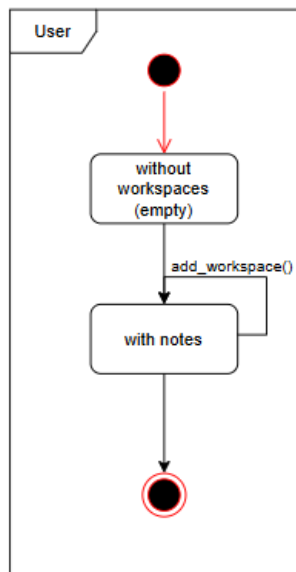 User
without
workspaces
(empty)
add_workspace()
with notes